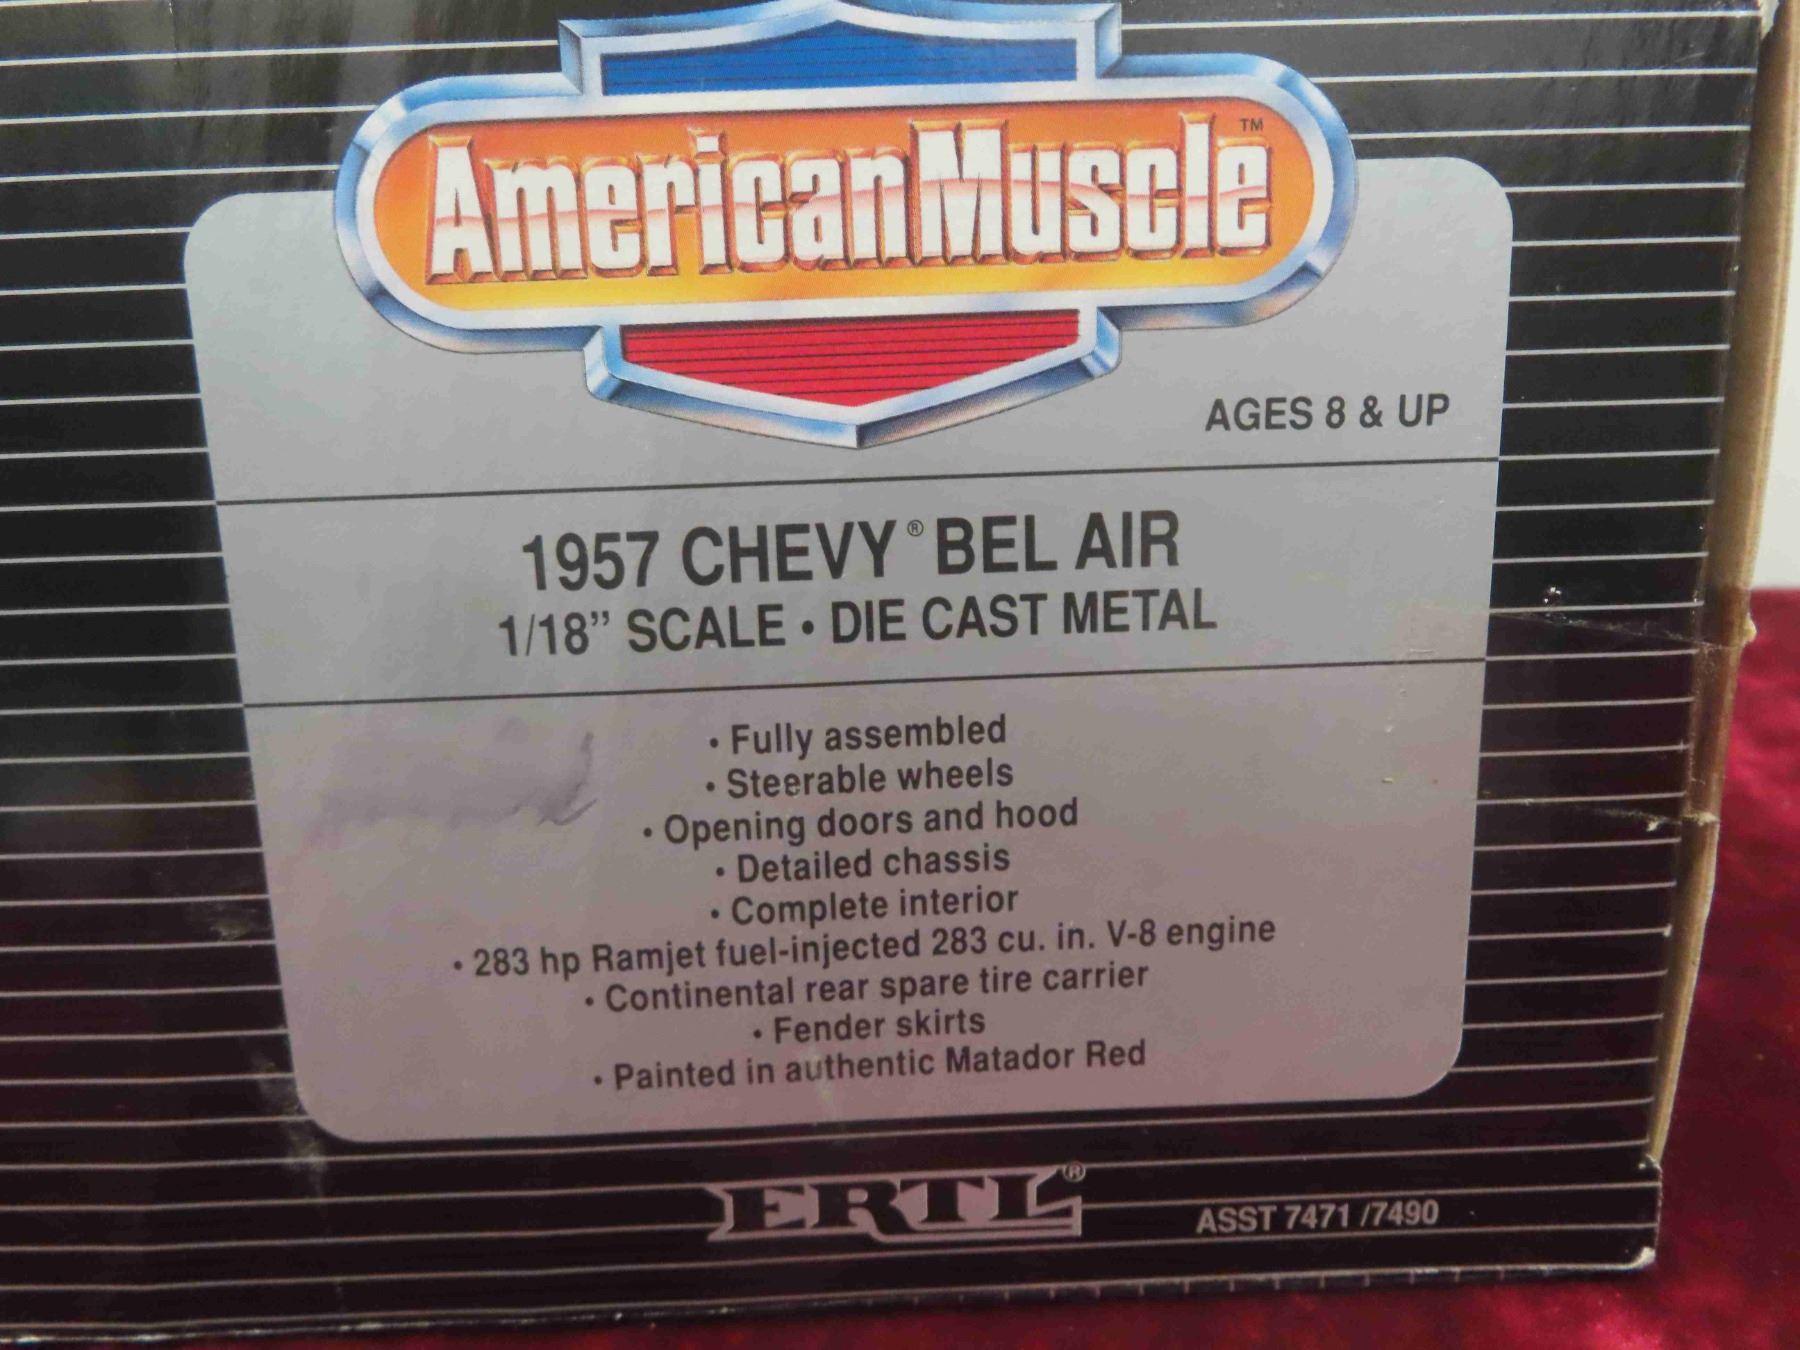 AmericanMuscle™
AGES 8 & UP
1957 CHEVY® BEL AIR
1/18” SCALE • DIE CAST METAL
• Fully assembled
• Steerable wheels
• Opening doors and hood
• Detailed chassis
• Complete interior
• 283 hp Ramjet fuel-injected 283 cu. in. V-8 engine
• Continental rear spare tire carrier
• Fender skirts
• Painted in authentic Matador Red
ERTL®
ASST 7471 /7490